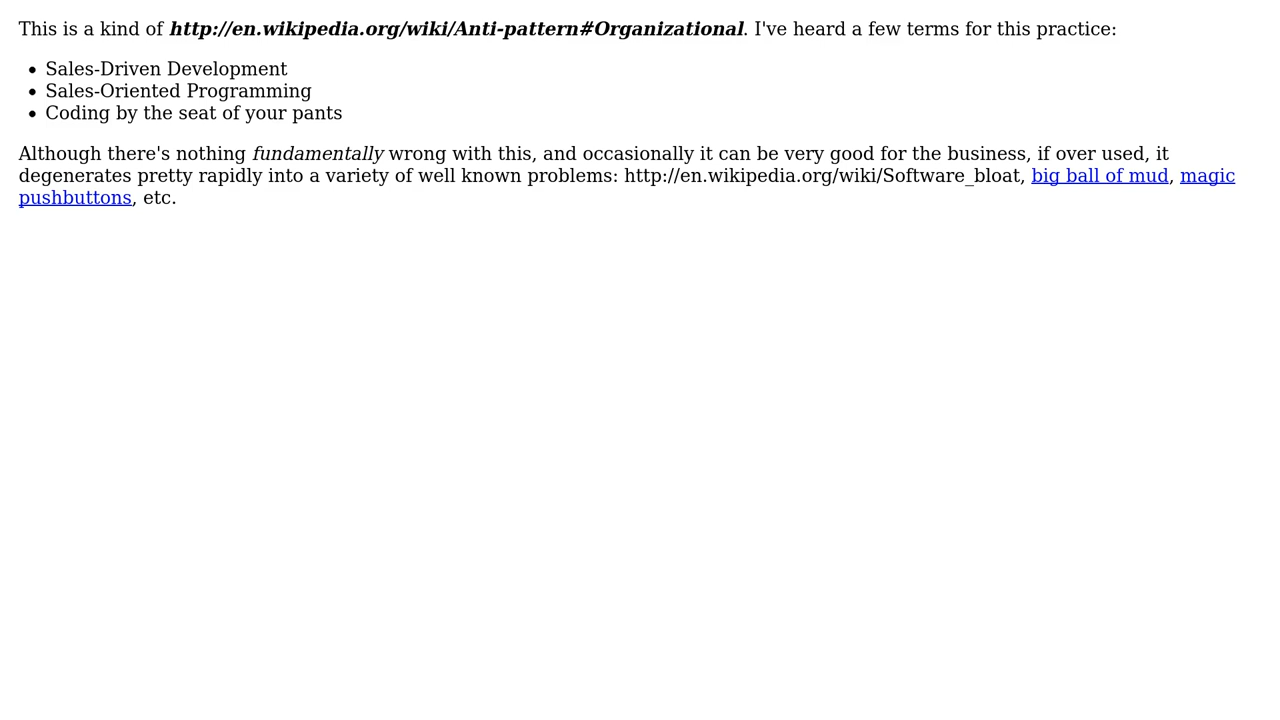 This is a kind of http://en.wikipedia.org/wiki/Anti-pattern#Organizational. I've heard a few terms for this practice:
• Sales-Driven Development
• Sales-Oriented Programming
• Coding by the seat of your pants
Although there's nothing fundamentally wrong with this, and occasionally it can be very good for the business, if over used, it
degenerates pretty rapidly into a variety of well known problems: http://en.wikipedia.org/wiki/Software_bloat, big ball of mud, magic
pushbuttons, etc.